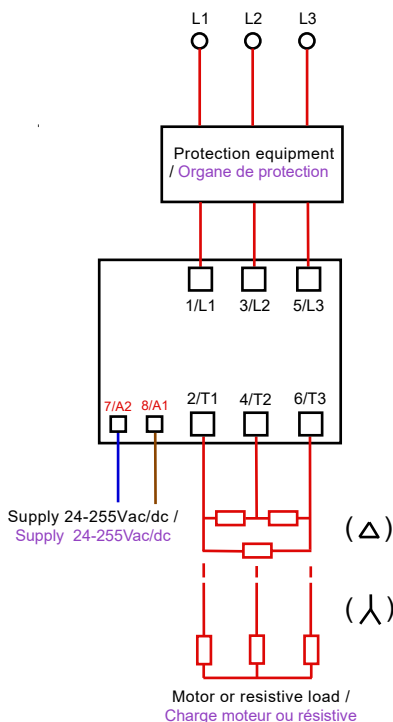 L1 L2 L3
Protection equipment
/ Organe de protection
1/L1 3/L2 5/L3
7/A2 8/A1 2/T1 4/T2 6/T3
Supply 24-255Vac/dc /
Supply 24-255Vac/dc
Motor or resistive load /
Charge moteur ou résistive